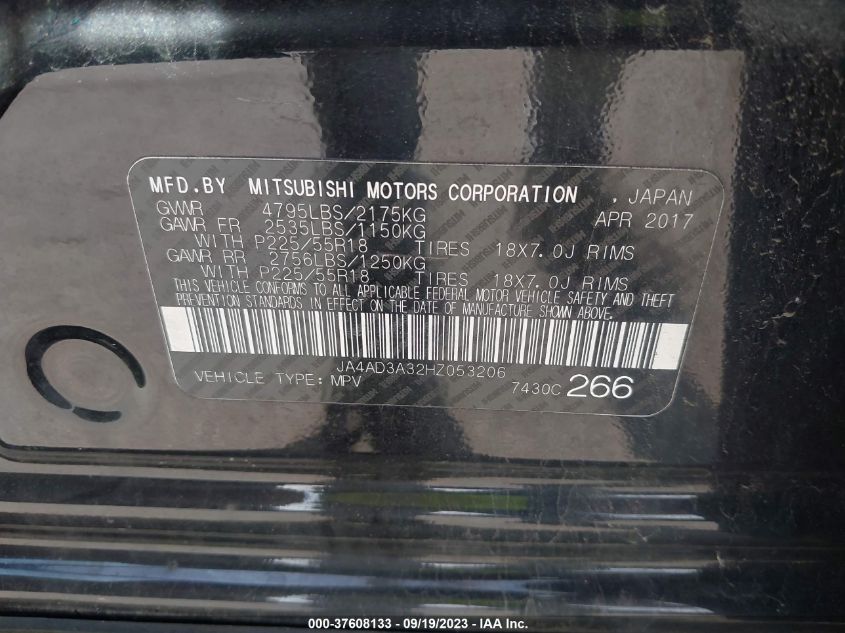 MFD.BY MITSUBISHI MOTORS CORPORATION , JAPAN
GVWR 4795LBS/2175KG APR 2017
GAWR FR 2535LBS/1150KG
WITH P225/55R18 TIRES 18X7.0J RIMS
GAWR RR 2756LBS/1250KG
WITH P225/55R18 TIRES 18X7.0J RIMS
THIS VEHICLE CONFORMS TO ALL APPLICABLE FEDERAL MOTOR VEHICLE SAFETY AND THEFT
PREVENTION STANDARDS IN EFFECT ON THE DATE OF MANUFACTURE SHOWN ABOVE.
JA4AD3A32HZ053206
VEHICLE TYPE: MPV 7430C 266
000-37608133 - 09/19/2023 - © IAA Inc.